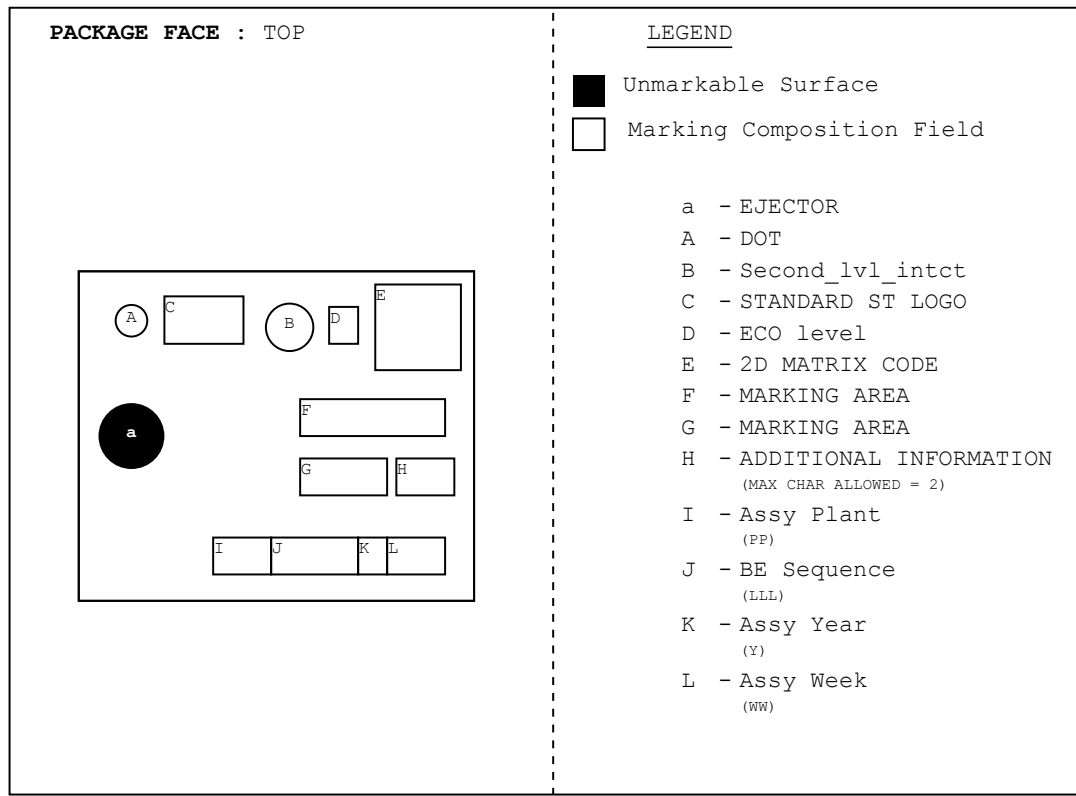 PACKAGE FACE : TOP
A
C
B
D
E
a
F
G
H
I
J
K
L
LEGEND
Unmarkable Surface
Marking Composition Field
a - EJECTOR
A - DOT
B - Second_lvl_intct
C - STANDARD ST LOGO
D - ECO level
E - 2D MATRIX CODE
F - MARKING AREA
G - MARKING AREA
H - ADDITIONAL INFORMATION
(MAX CHAR ALLOWED = 2)
I - Assy Plant
(PP)
J - BE Sequence
(LLL)
K - Assy Year
(Y)
L - Assy Week
(WW)